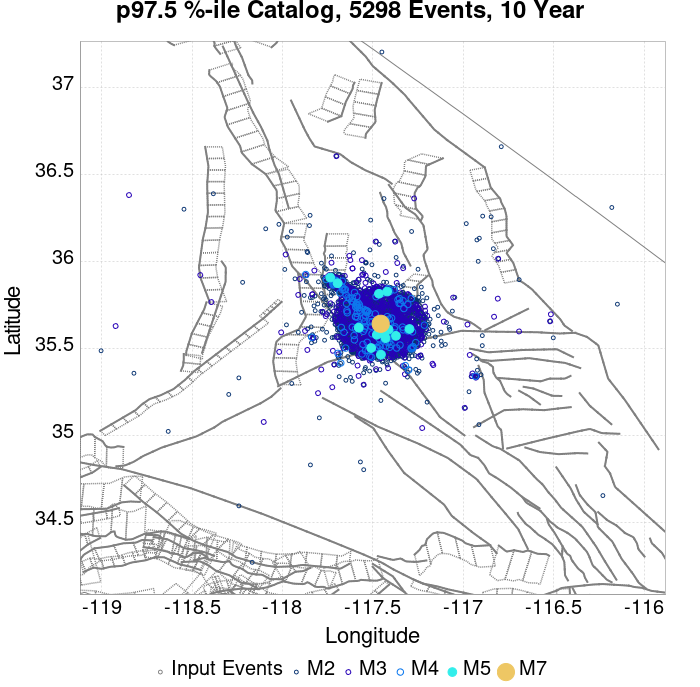 p97.5 %-ile Catalog, 5298 Events, 10 Year
37
36.5
36
35.5
35
34.5
Latitude
-119 -118.5 -118 -117.5 -117 -116.5 -116
Longitude
Input Events M2 M3 M4 M5 M7